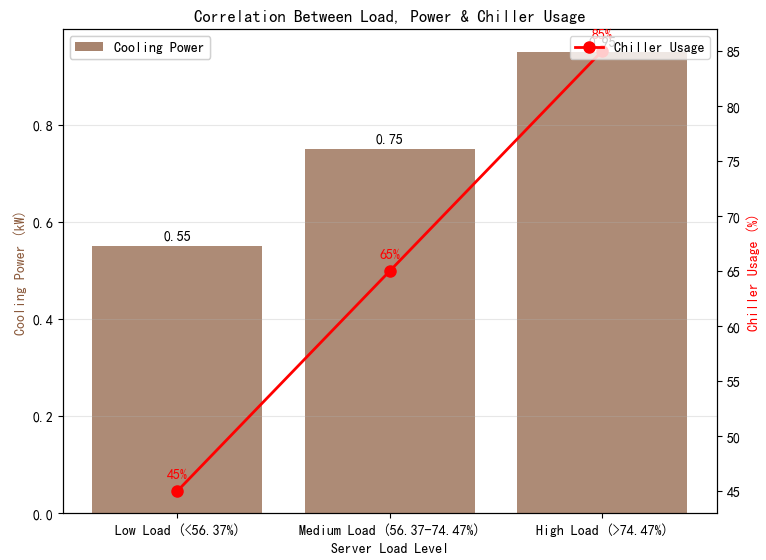 Correlation Between Load, Power & Chiller Usage
Cooling Power
Chiller Usage
85%
0.75
0.55
65%
45%
0.8
0.6
0.4
0.2
0.0
Cooling Power (kW)
85
80
75
70
65
60
55
50
45
Chiller Usage (%)
Low Load (<56.37%)
Medium Load (56.37-74.47%)
High Load (>74.47%)
Server Load Level